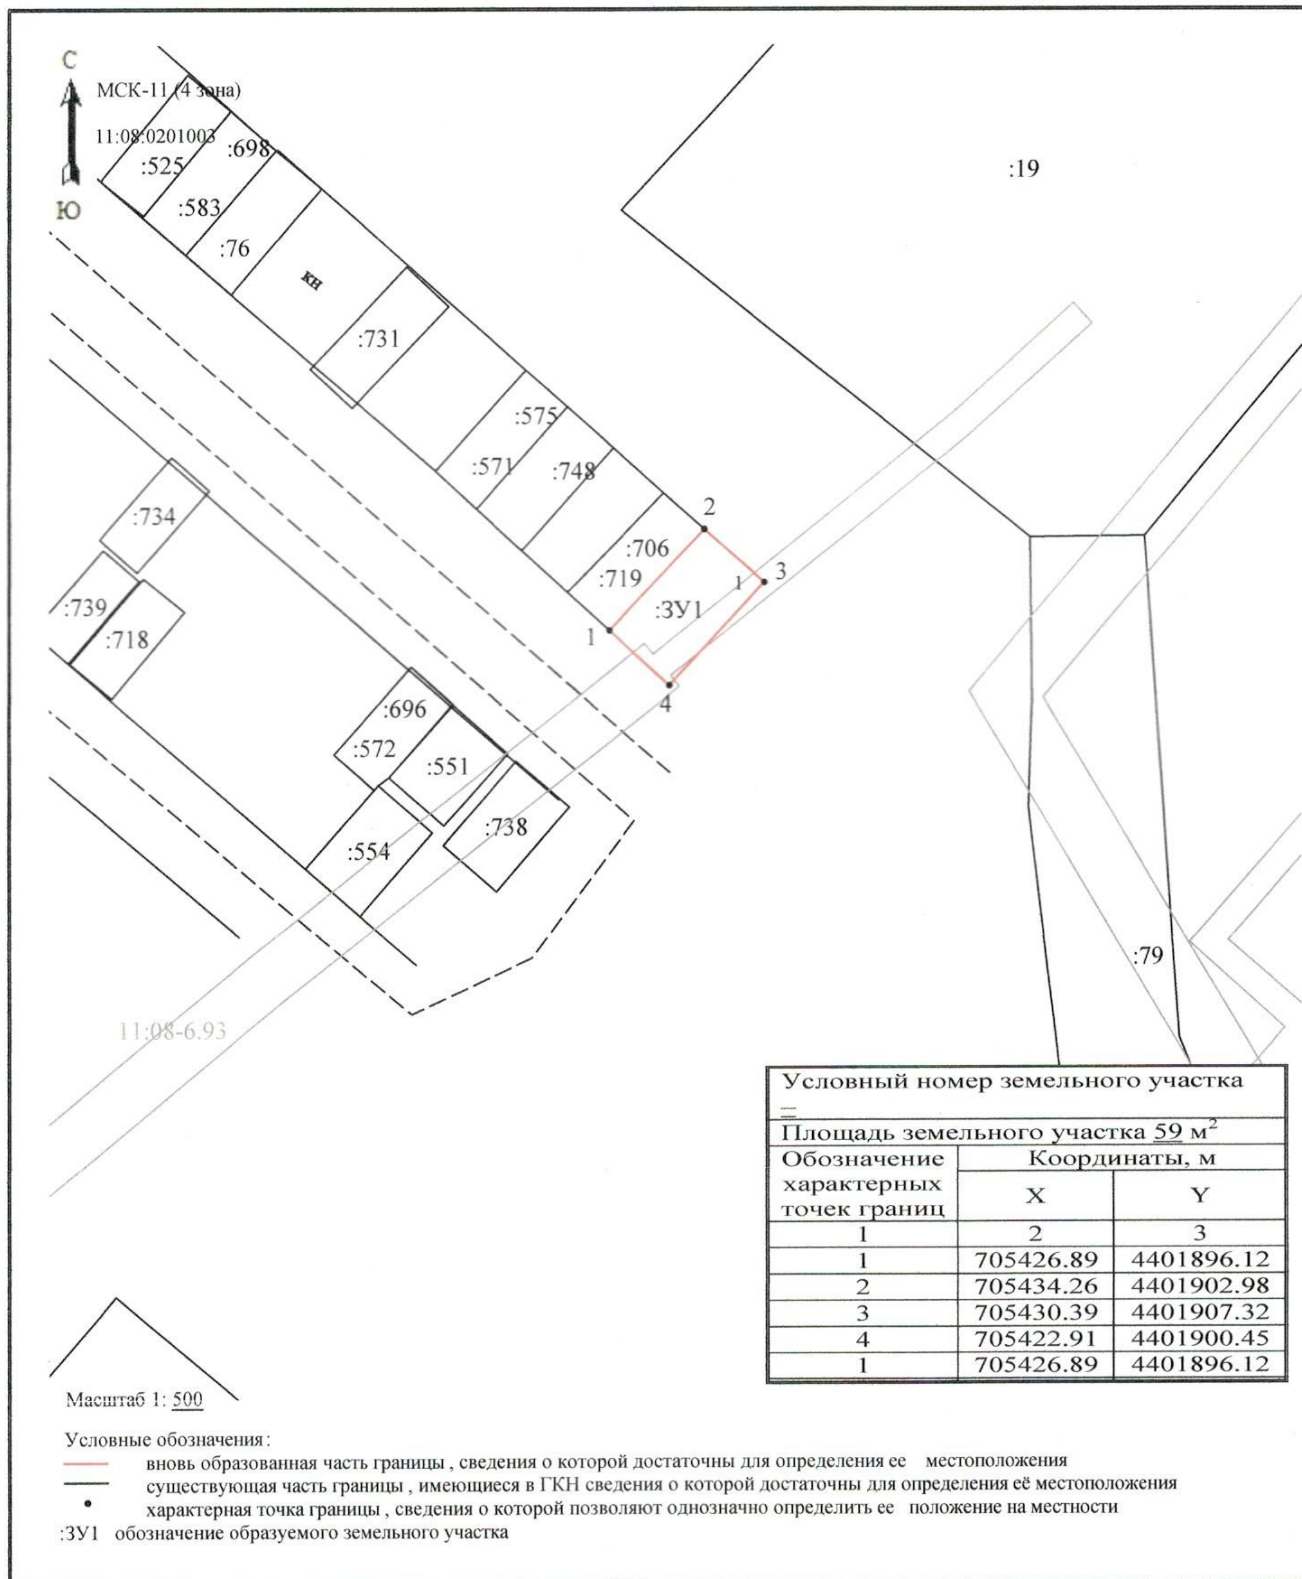 С
МСК-11 (4 зона)
11:08:0201003
Ю
:525
:698
:583
:76
кн
:731
:19
:575
:571
:748
:706
:719
:734
:739
:718
:696
:572
:551
:738
:554
2
3
1
:ЗУ1
1
4
:79
11:08-6.93
Условный номер земельного участка
=
Площадь земельного участка 59 м²
Обозначение характерных точек границ Координаты, м
X Y
1 2 3
1 705426.89 4401896.12
2 705434.26 4401902.98
3 705430.39 4401907.32
4 705422.91 4401900.45
1 705426.89 4401896.12
Масштаб 1: 500
Условные обозначения:
вновь образованная часть границы , сведения о которой достаточны для определения ее местоположения
существующая часть границы , имеющиеся в ГКН сведения о которой достаточны для определения её местоположения
характерная точка границы , сведения о которой позволяют однозначно определить ее положение на местности
:ЗУ1 обозначение образуемого земельного участка